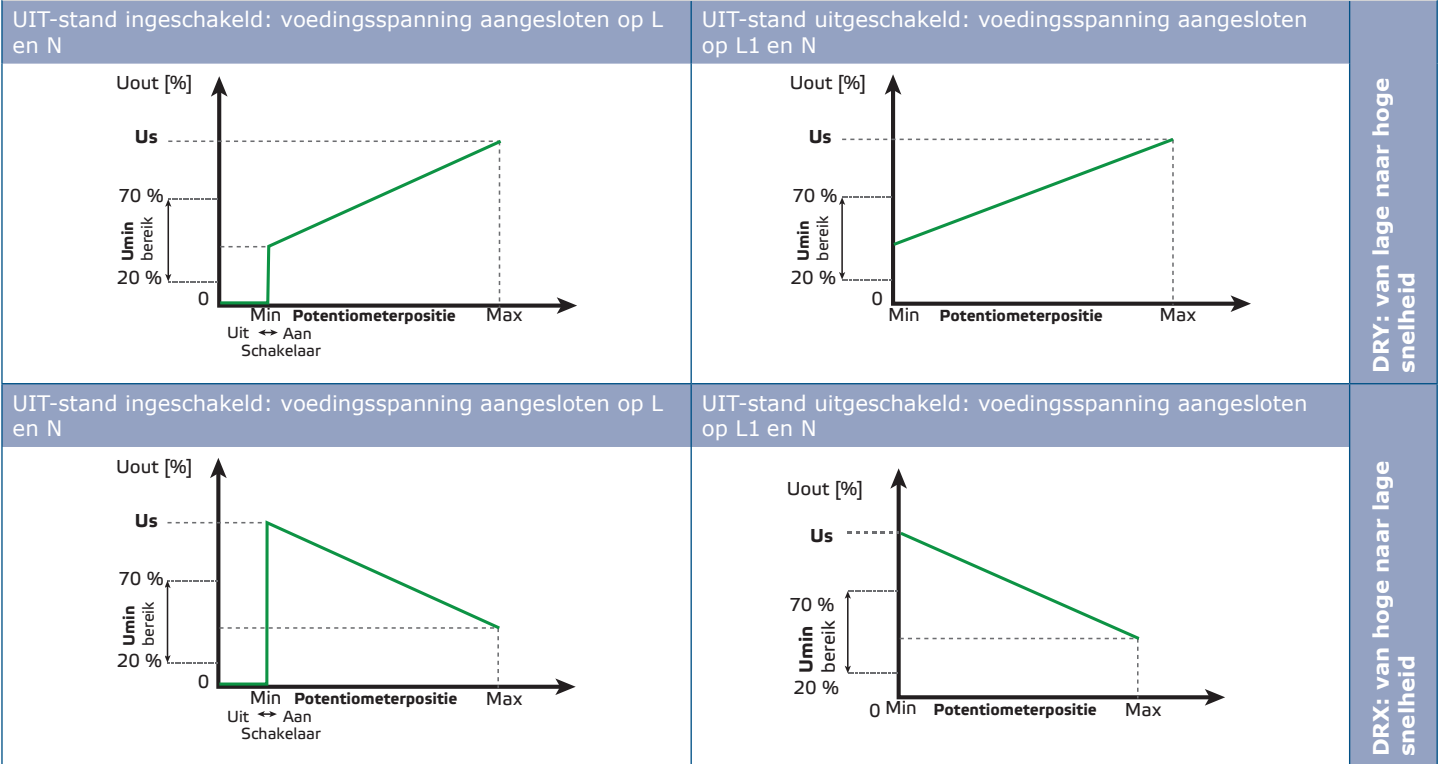 UIT-stand ingeschakeld: voedingsspanning aangesloten op L
en N
UIT-stand uitgeschakeld: voedingsspanning aangesloten
op L1 en N
Uout [%]
Us
70 %
Umin
bereik
20 %
0
Min Potentiometerpositie Max
Uit ↔ Aan
Schakelaar
Uout [%]
Us
70 %
Umin
bereik
20 %
0
Min Potentiometerpositie Max
DRY: van lage naar hoge
snelheid
UIT-stand ingeschakeld: voedingsspanning aangesloten op L
en N
UIT-stand uitgeschakeld: voedingsspanning aangesloten
op L1 en N
Uout [%]
Us
70 %
Umin
bereik
20 %
0
Min Potentiometerpositie Max
Uit ↔ Aan
Schakelaar
Uout [%]
Us
70 %
Umin
bereik
20 %
0 Min Potentiometerpositie Max
DRX: van hoge naar lage
snelheid